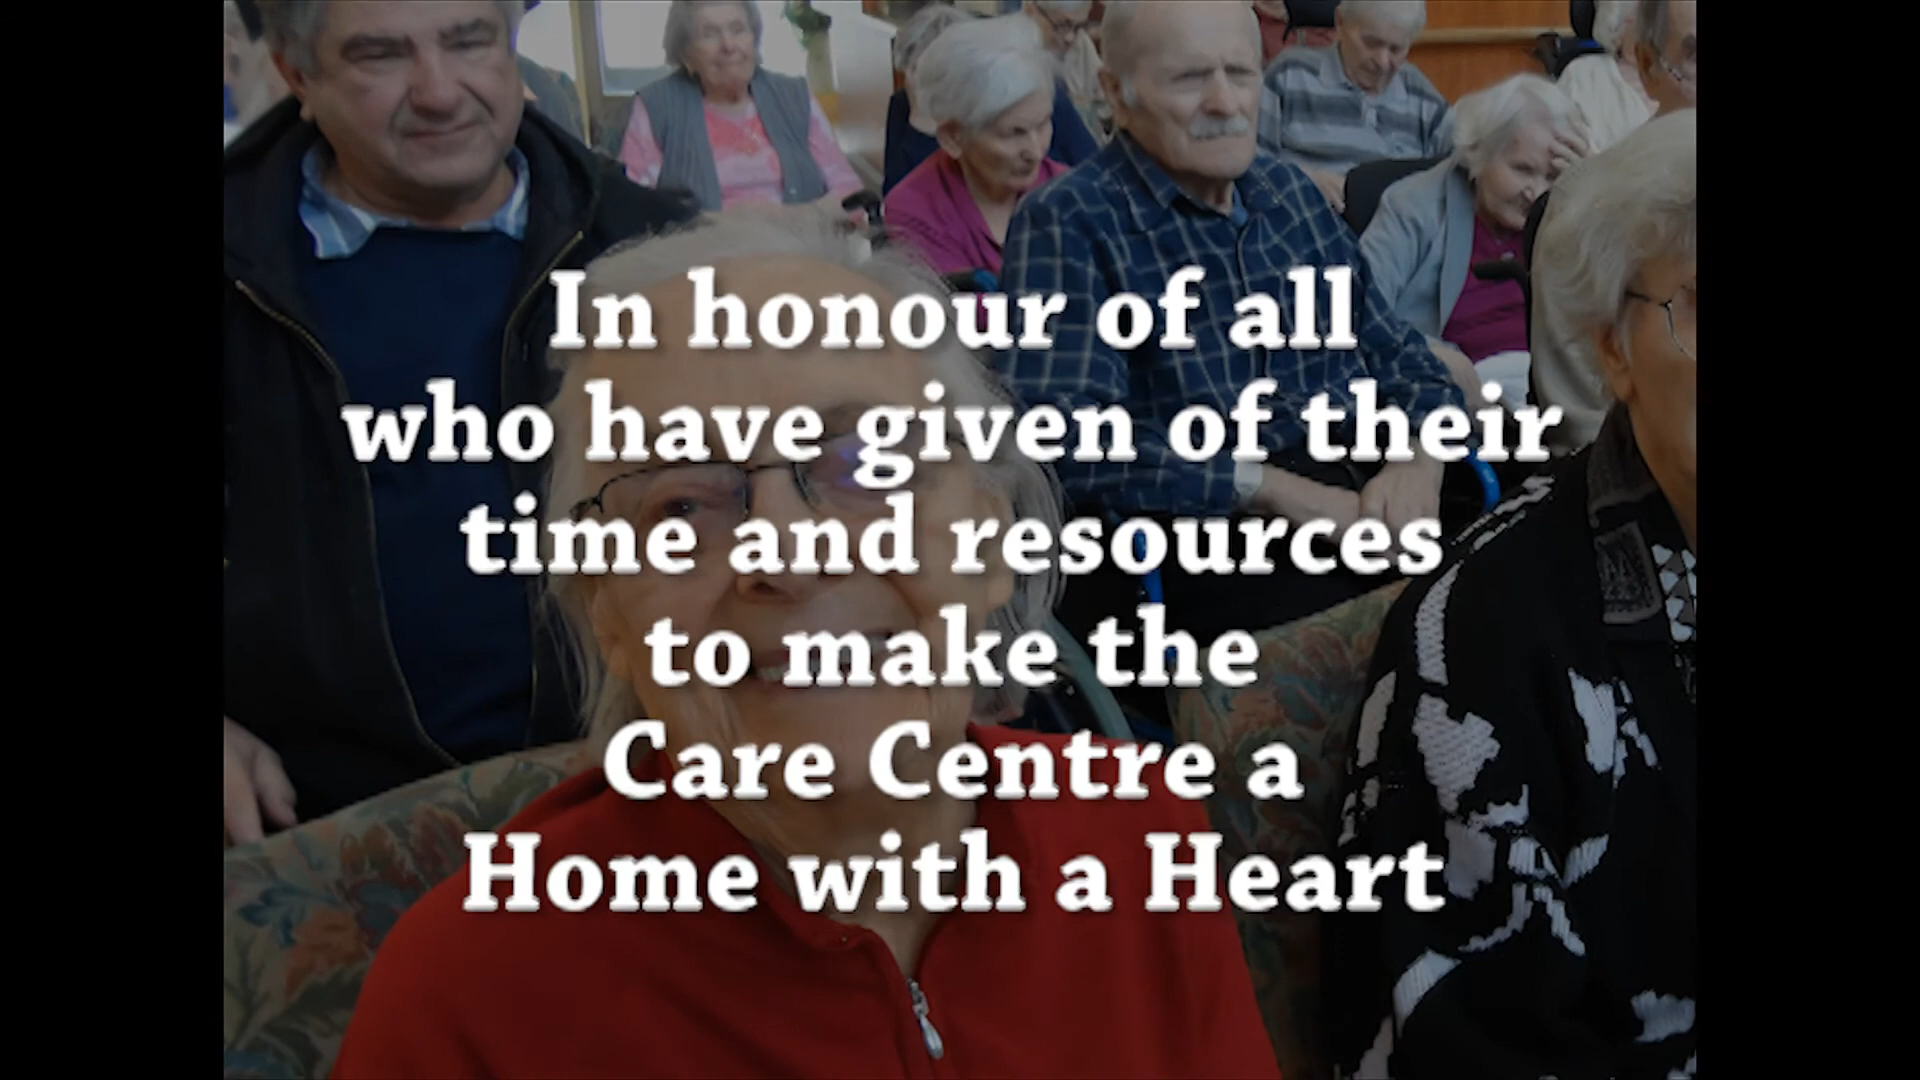 In honour of all
who have given of their
time and resources
to make the
Care Centre a
Home with a Heart